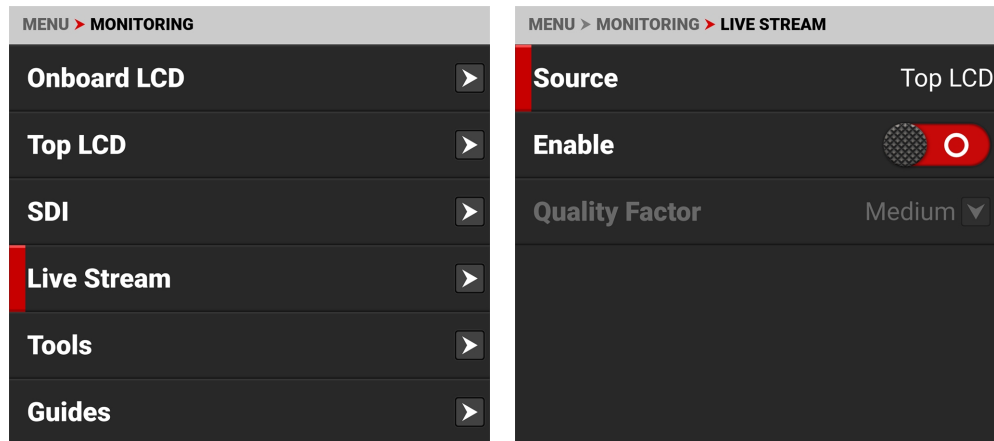 MENU MONITORING
Onboard LCD
Top LCD
SDI
Live Stream
Tools
Guides
MENU MONITORING LIVE STREAM
Source Top LCD
Enable
Quality Factor Medium